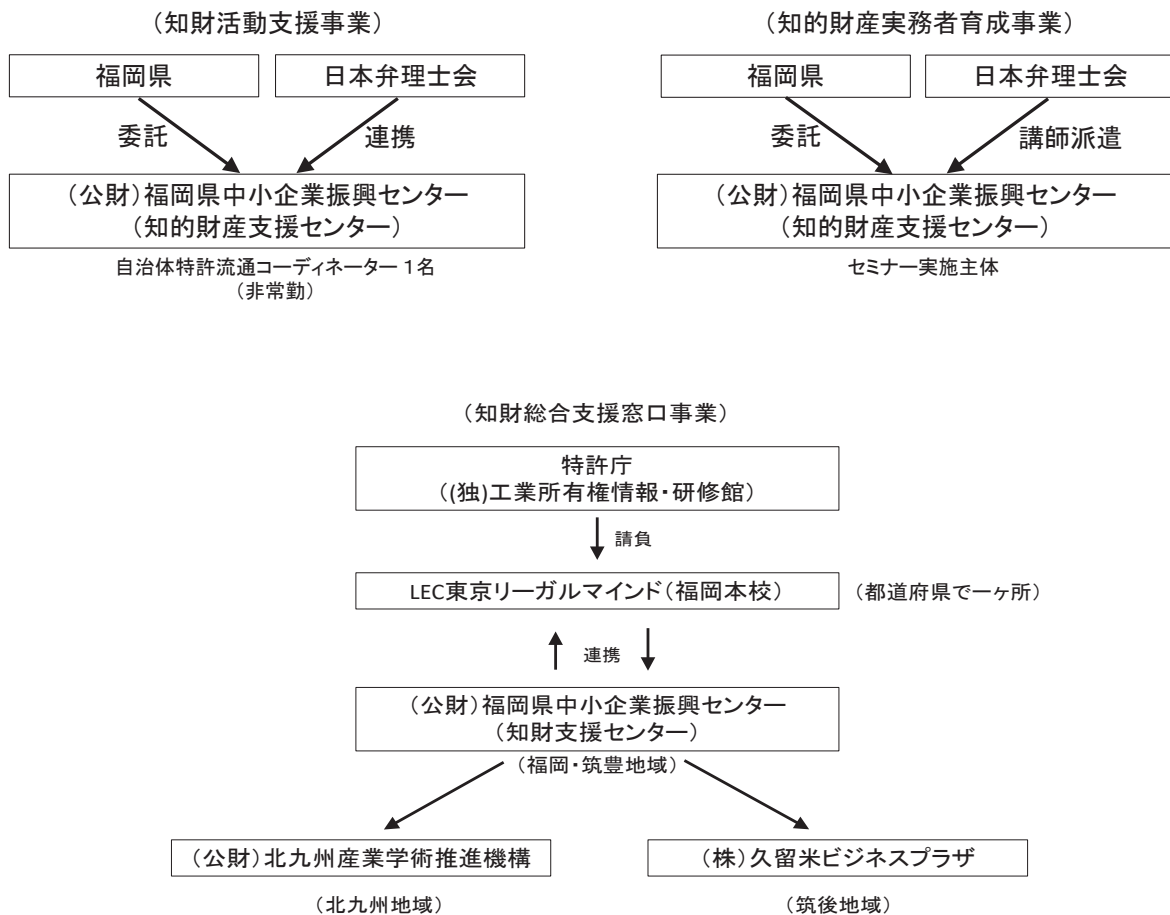 （知財活動支援事業）
福岡県
日本弁理士会
委託
連携
（公財）福岡県中小企業振興センター
（知的財産支援センター）
自治体特許流通コーディネーター 1名
（非常勤）
（知的財産実務者育成事業）
福岡県
日本弁理士会
委託
講師派遣
（公財）福岡県中小企業振興センター
（知的財産支援センター）
セミナー実施主体
（知財総合支援窓口事業）
特許庁
（(独)工業所有権情報・研修館）
請負
LEC東京リーガルマインド（福岡本校）
（都道府県で一ヶ所）
連携
（公財）福岡県中小企業振興センター
（知財支援センター）
（福岡・筑豊地域）
（公財）北九州産業学術推進機構
（北九州地域）
（株）久留米ビジネスプラザ
（筑後地域）